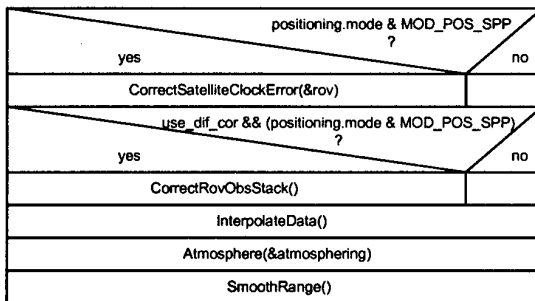 positioning.mode & MOD_POS_SPP
?
yes
no
CorrectSatelliteClockError(&rov)
use_dif_cor && (positioning.mode & MOD_POS_SPP)
?
yes
no
CorrectRovObsStack()
InterpolateData()
Atmosphere(&atmosphering)
SmoothRange()